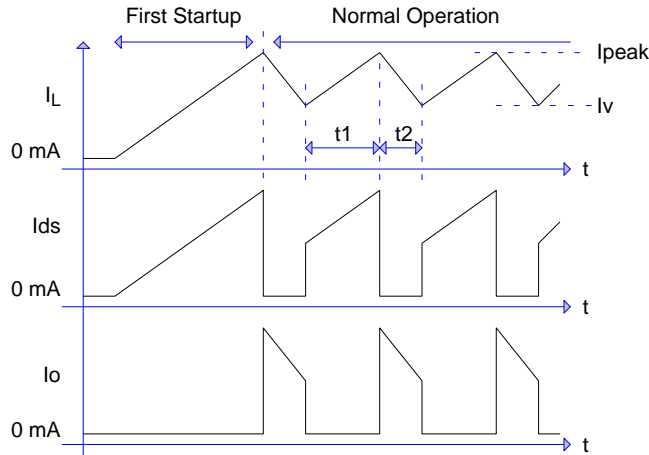 First Startup
Normal Operation
Ipeak
IL
Iv
t1
t2
0 mA
t
Ids
0 mA
t
Io
0 mA
t